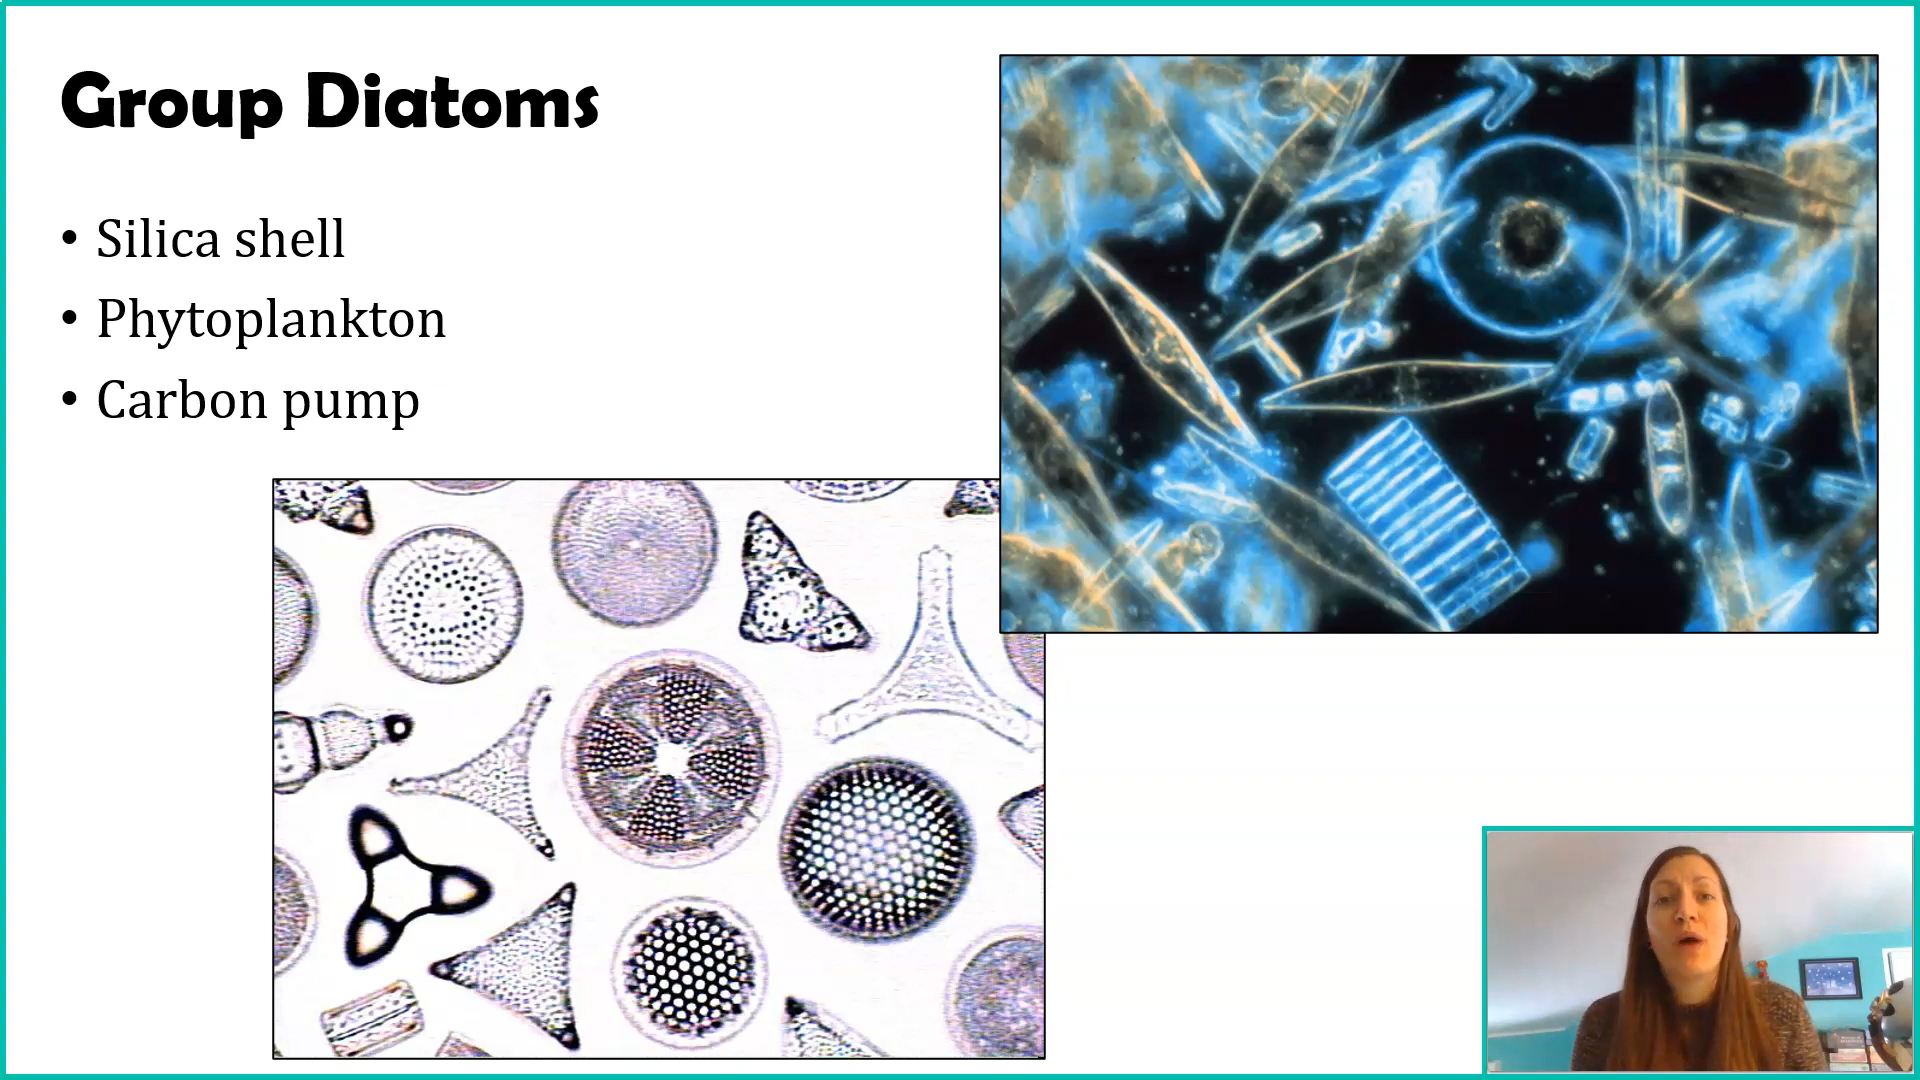 Group Diatoms
• Silica shell
• Phytoplankton
• Carbon pump